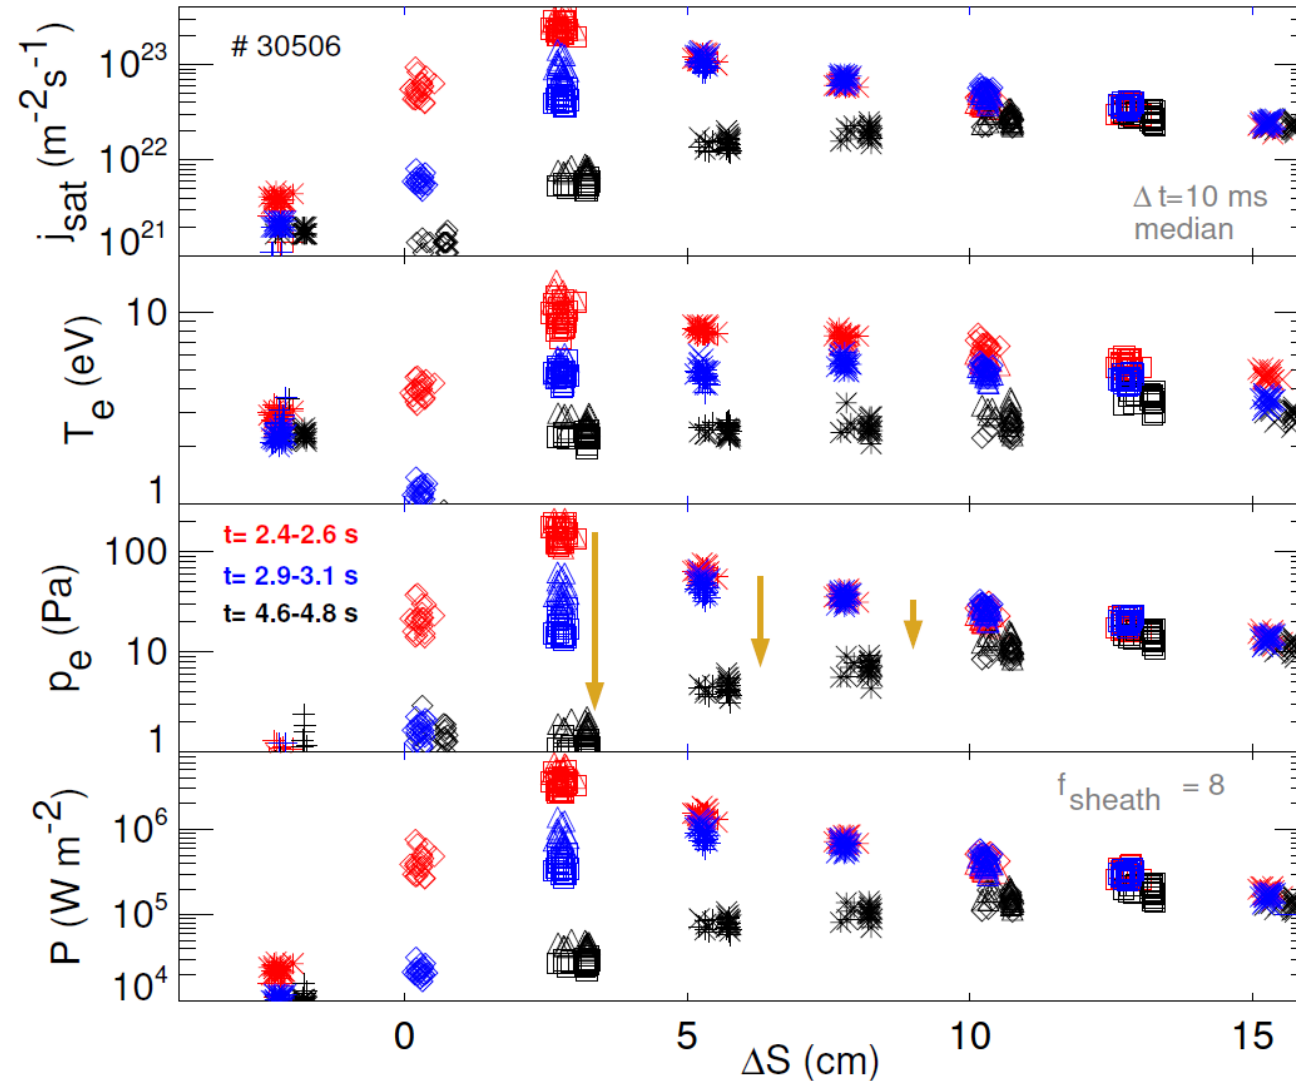 # 30506
j_sat (m^-2 s^-1)
10^23
10^22
10^21
Δ t=10 ms
median
T_e (eV)
10
1
t= 2.4-2.6 s
t= 2.9-3.1 s
t= 4.6-4.8 s
p_e (Pa)
100
10
1
f_sheath = 8
P (W m^-2)
10^6
10^5
10^4
0 5 10 15
ΔS (cm)